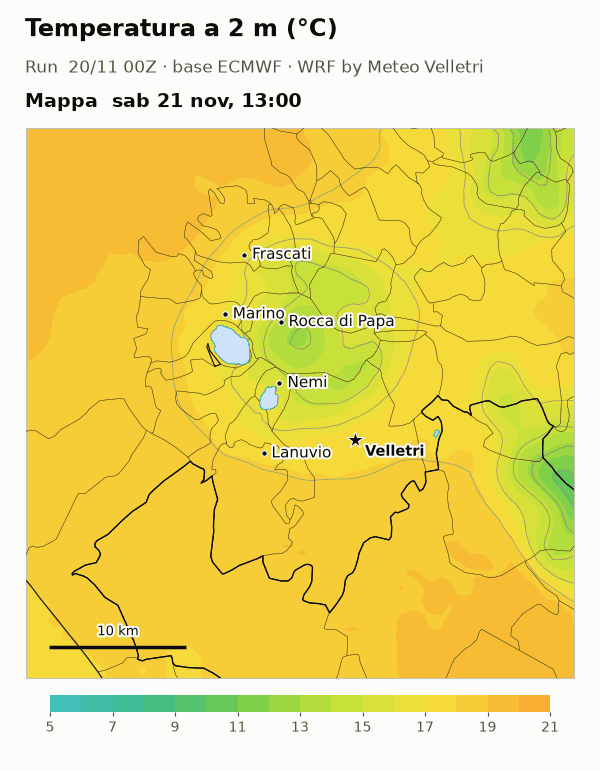 Temperatura a 2 m (°C)
Run  20/11 00Z · base ECMWF · WRF by Meteo Velletri
Mappa  sab 21 nov, 13:00
Frascati
Marino
Rocca di Papa
Nemi
Velletri
Lanuvio
10 km
5 7 9 11 13 15 17 19 21